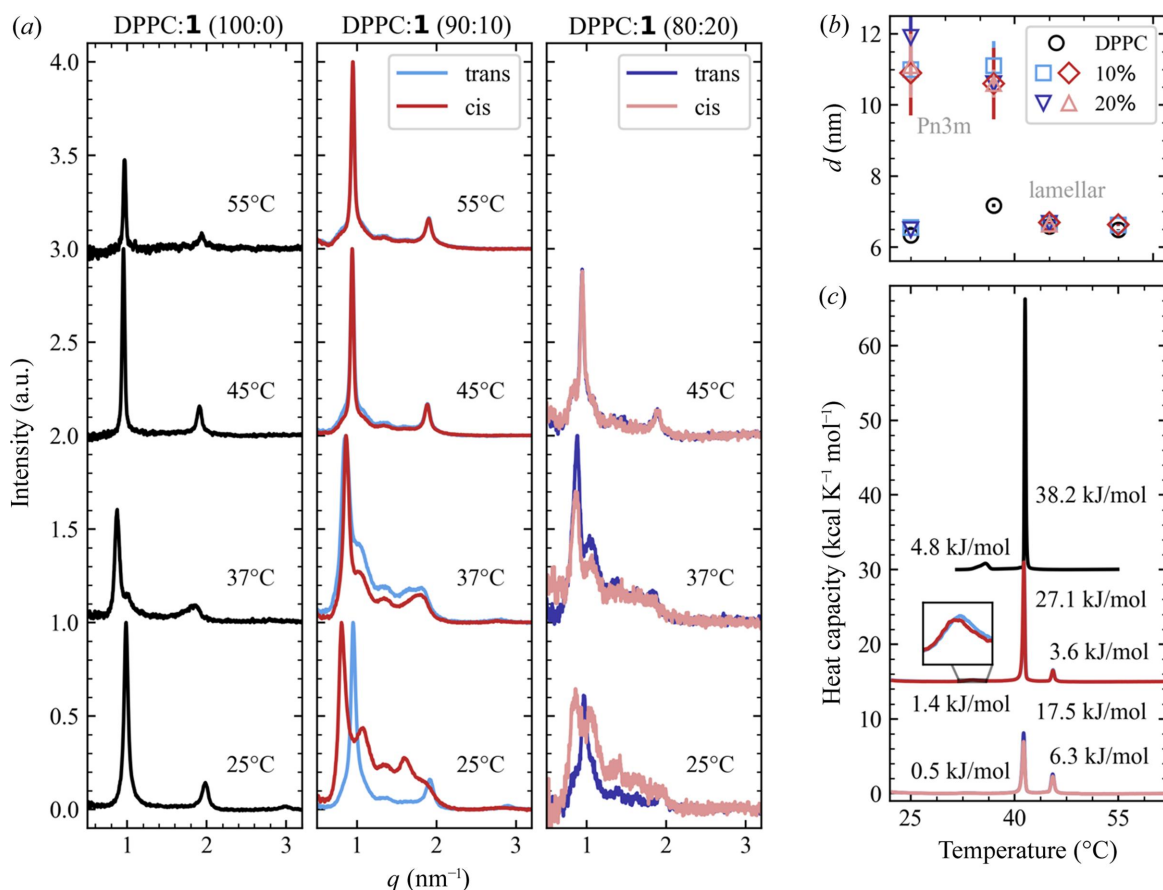 (a)
DPPC:1 (100:0)
DPPC:1 (90:10)
DPPC:1 (80:20)
Intensity (a.u.)
4.0
3.5
3.0
2.5
2.0
1.5
1.0
0.5
0.0
55°C
45°C
37°C
25°C
1 2 3
trans
cis
55°C
45°C
37°C
25°C
1 2 3
trans
cis
45°C
37°C
25°C
1 2 3
q (nm⁻¹)
(b)
d (nm)
12
10
8
6
DPPC
10%
20%
Pn3m
lamellar
(c)
Heat capacity (kcal K⁻¹ mol⁻¹)
60
50
40
30
20
10
0
38.2 kJ/mol
4.8 kJ/mol
27.1 kJ/mol
3.6 kJ/mol
1.4 kJ/mol
17.5 kJ/mol
6.3 kJ/mol
0.5 kJ/mol
25 40 55
Temperature (°C)